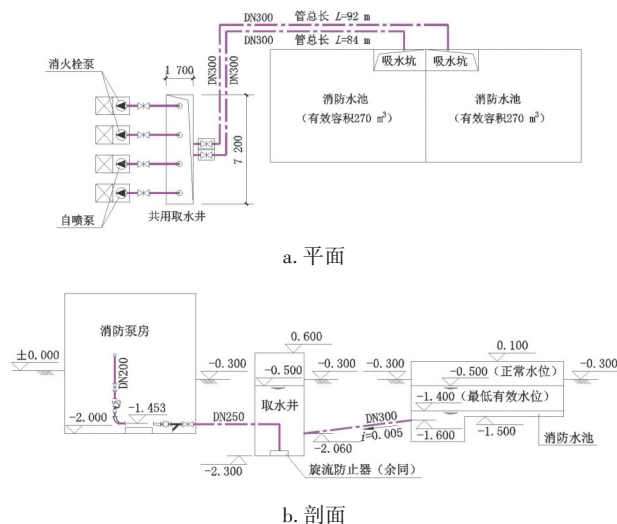 DN300 管总长 L=92 m
DN300 管总长 L=84 m
消火栓泵
1 700
DN300
DN300
吸水坑 吸水坑
消防水池
（有效容积270 m³）
消防水池
（有效容积270 m³）
7 200
自喷泵
共用取水井
a. 平面
消防泵房
±0.000
DN200
-0.300
-2.000
-1.453
DN250
0.600
-0.500
-0.300
取水井
-2.300
旋流防止器（余同）
-2.060
DN300
i=0.005
-0.300
0.100
-0.500（正常水位）
-0.300
-1.400（最低有效水位）
-1.600
-1.500
消防水池
b. 剖面